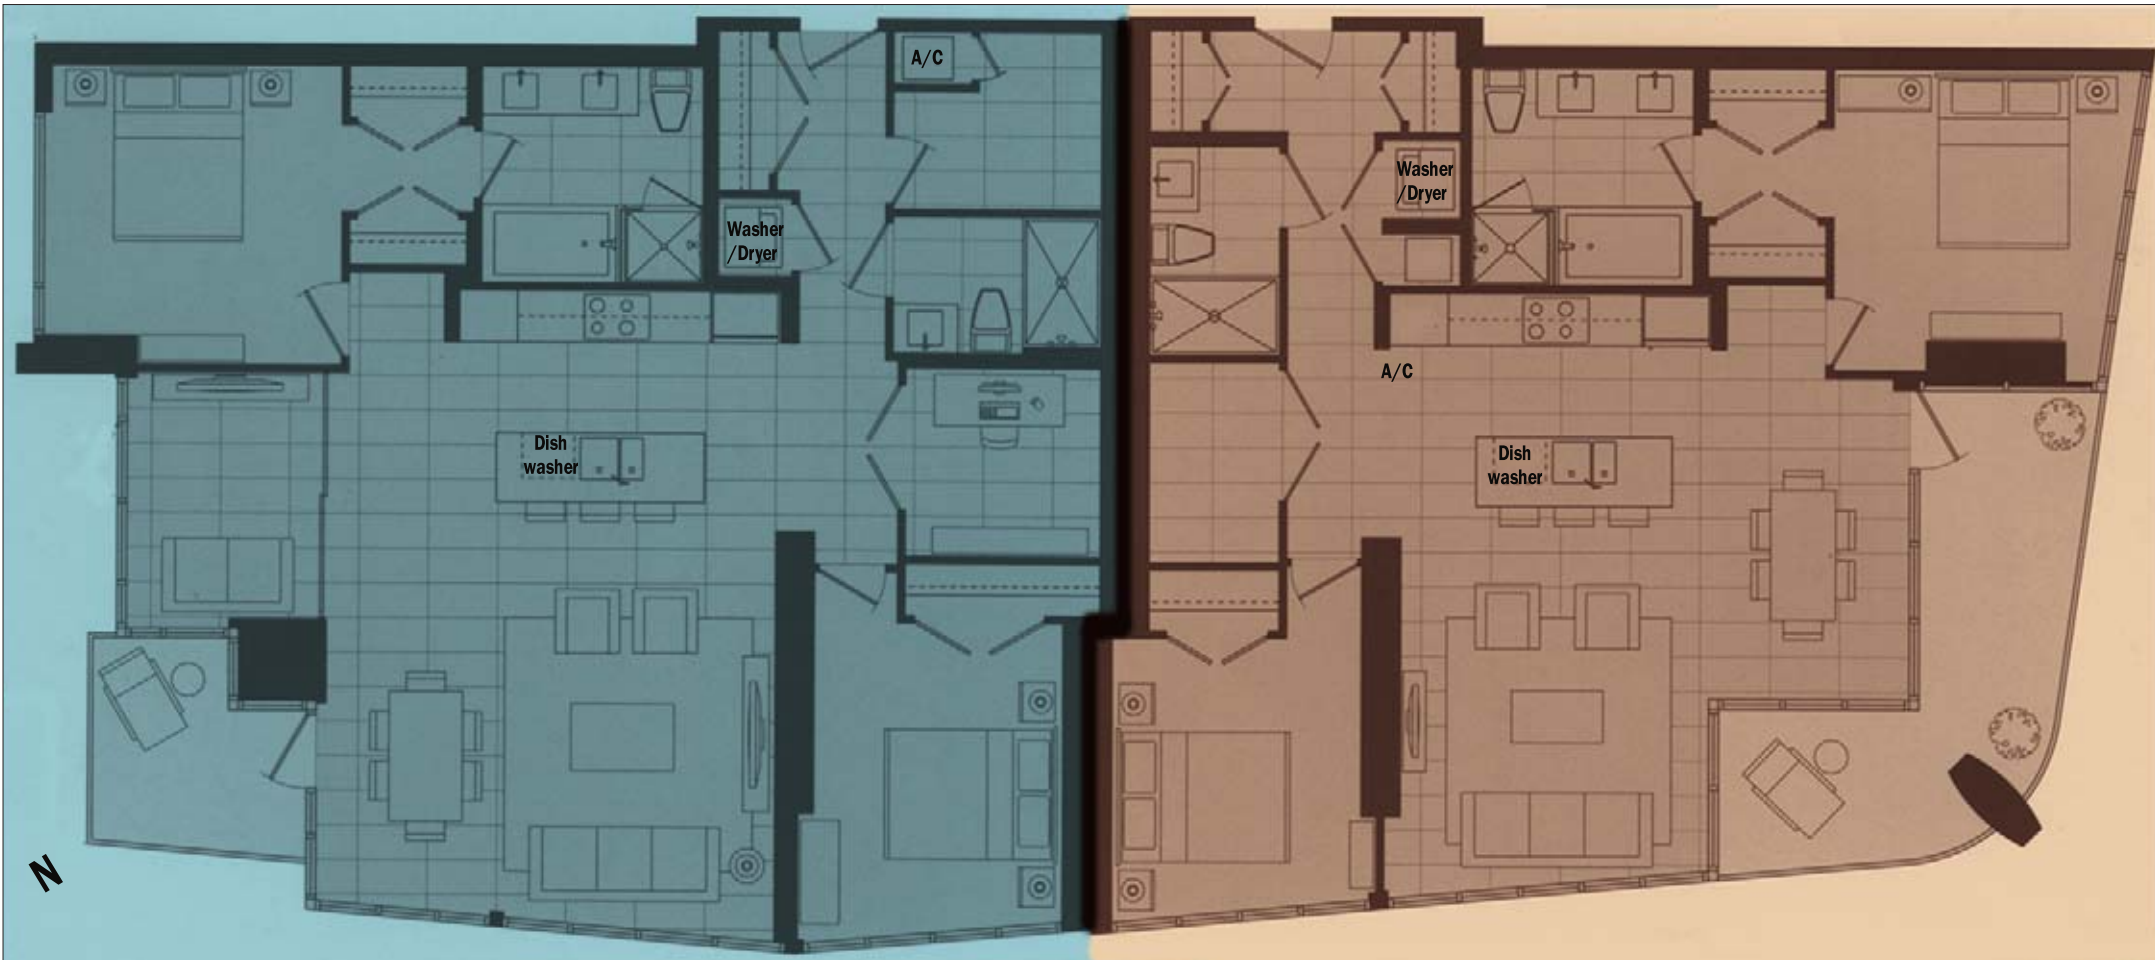 A/C
Washer
/Dryer
Dish
washer
N
Washer
/Dryer
A/C
Dish
washer